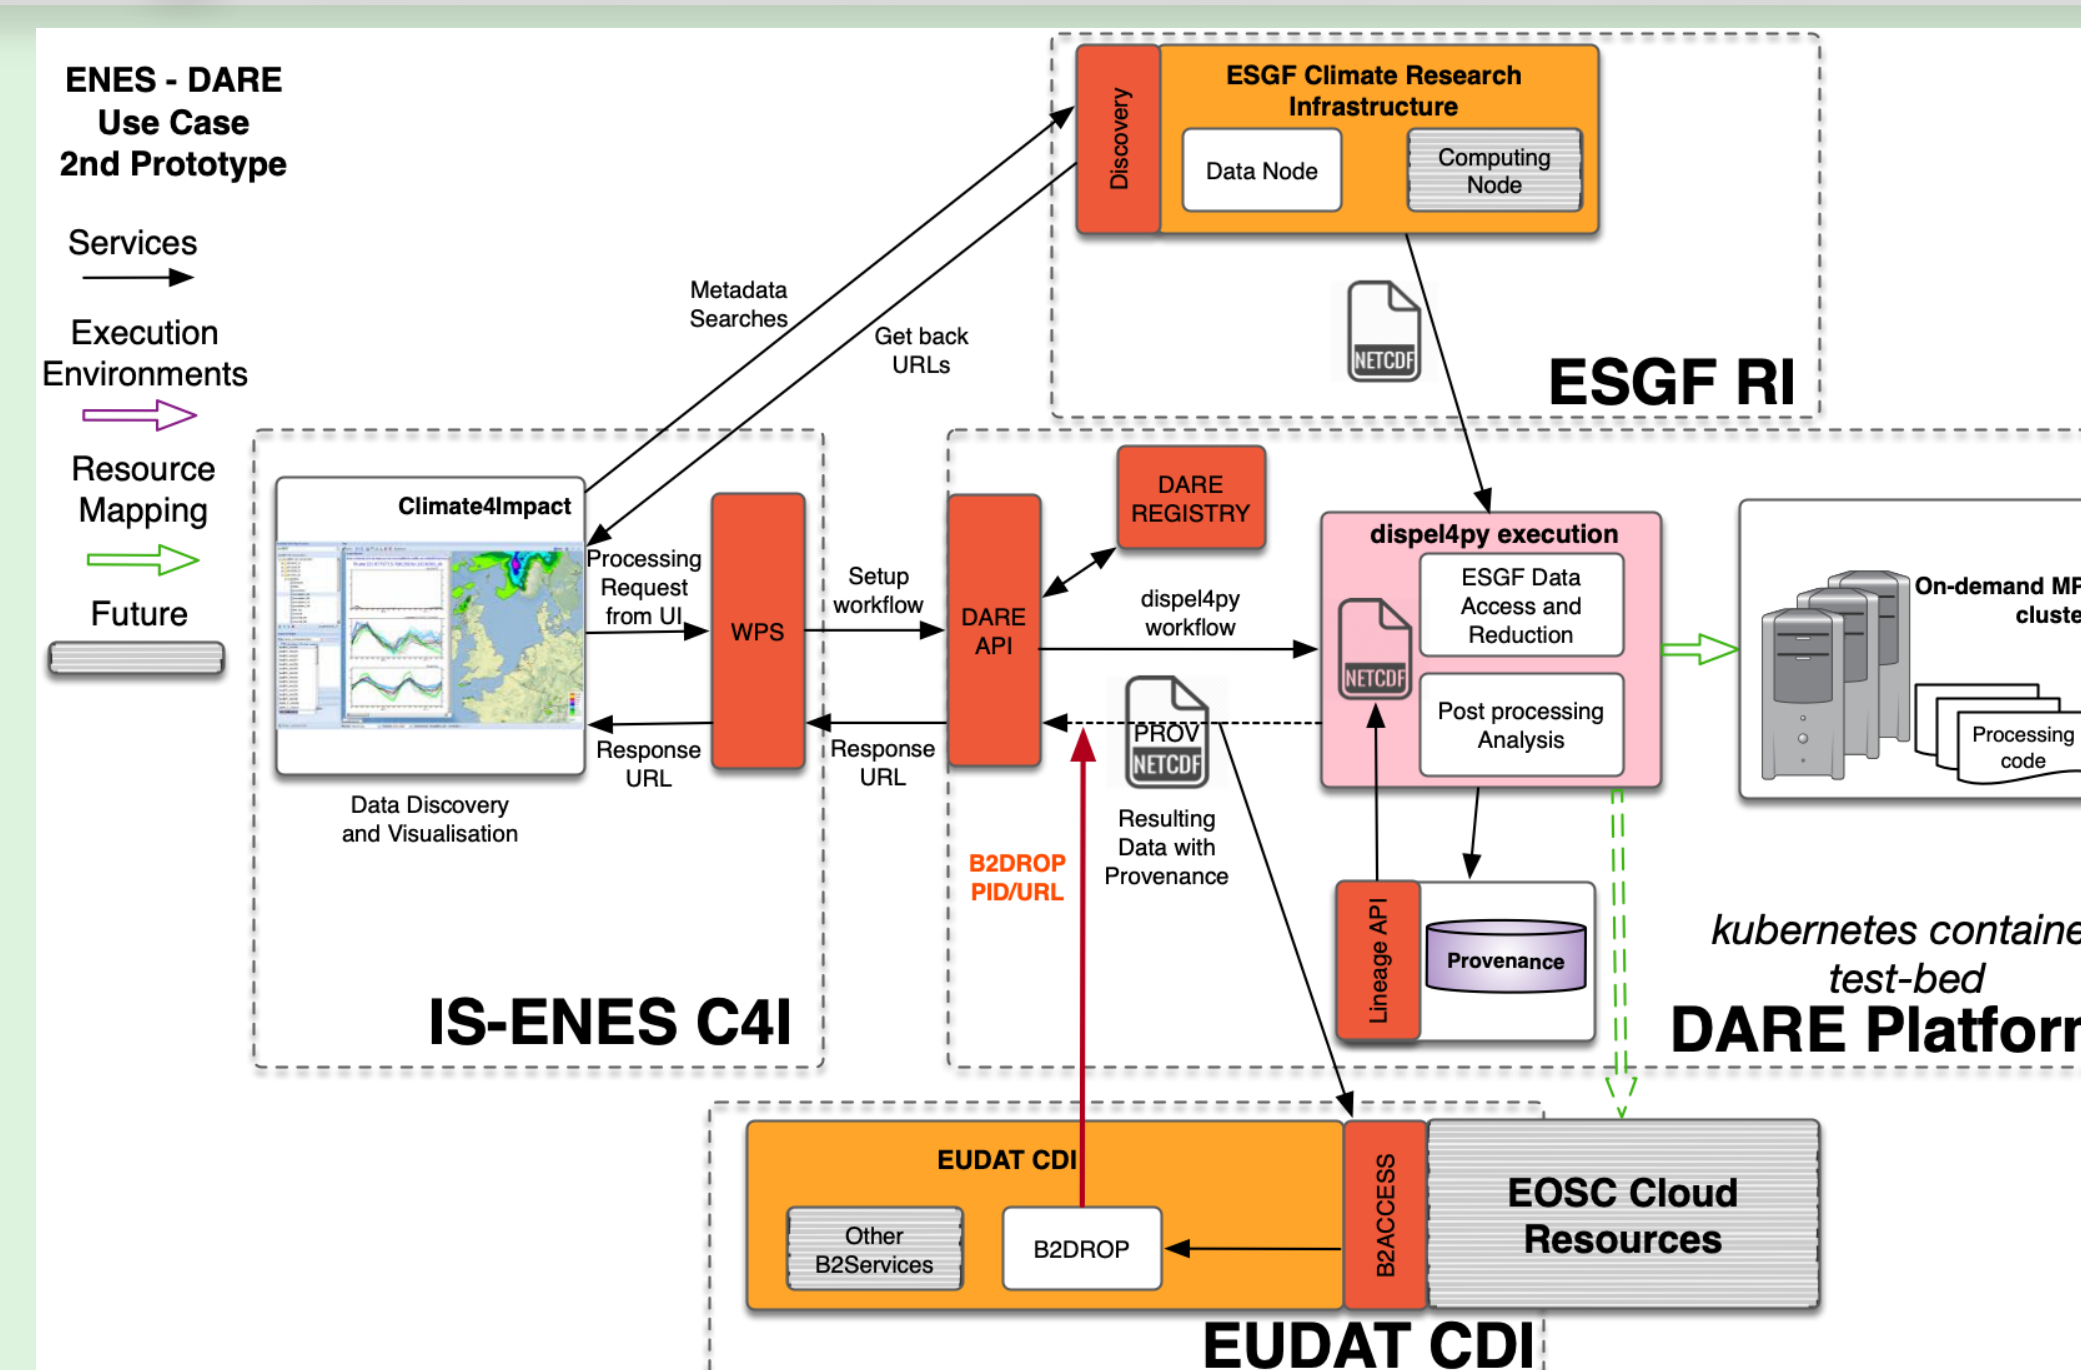 ENES - DARE
Use Case
2nd Prototype
Services
Execution
Environments
Resource
Mapping
Future
Discovery
ESGF Climate Research
Infrastructure
Data Node
Computing
Node
NETCDF
ESGF RI
Metadata
Searches
Get back
URLs
Climate4Impact
Processing
Request
from UI
WPS
Response
URL
Data Discovery
and Visualisation
IS-ENES C4I
Setup
workflow
Response
URL
DARE
API
DARE
REGISTRY
dispel4py
workflow
PROV
NETCDF
Resulting
Data with
Provenance
B2DROP
PID/URL
dispel4py execution
ESGF Data
Access and
Reduction
NETCDF
Post processing
Analysis
Lineage API
Provenance
On-demand MP
cluste
Processing
code
kubernetes containe
test-bed
DARE Platfor
EUDAT CDI
Other
B2Services
B2DROP
B2ACCESS
EOSC Cloud
Resources
EUDAT CDI